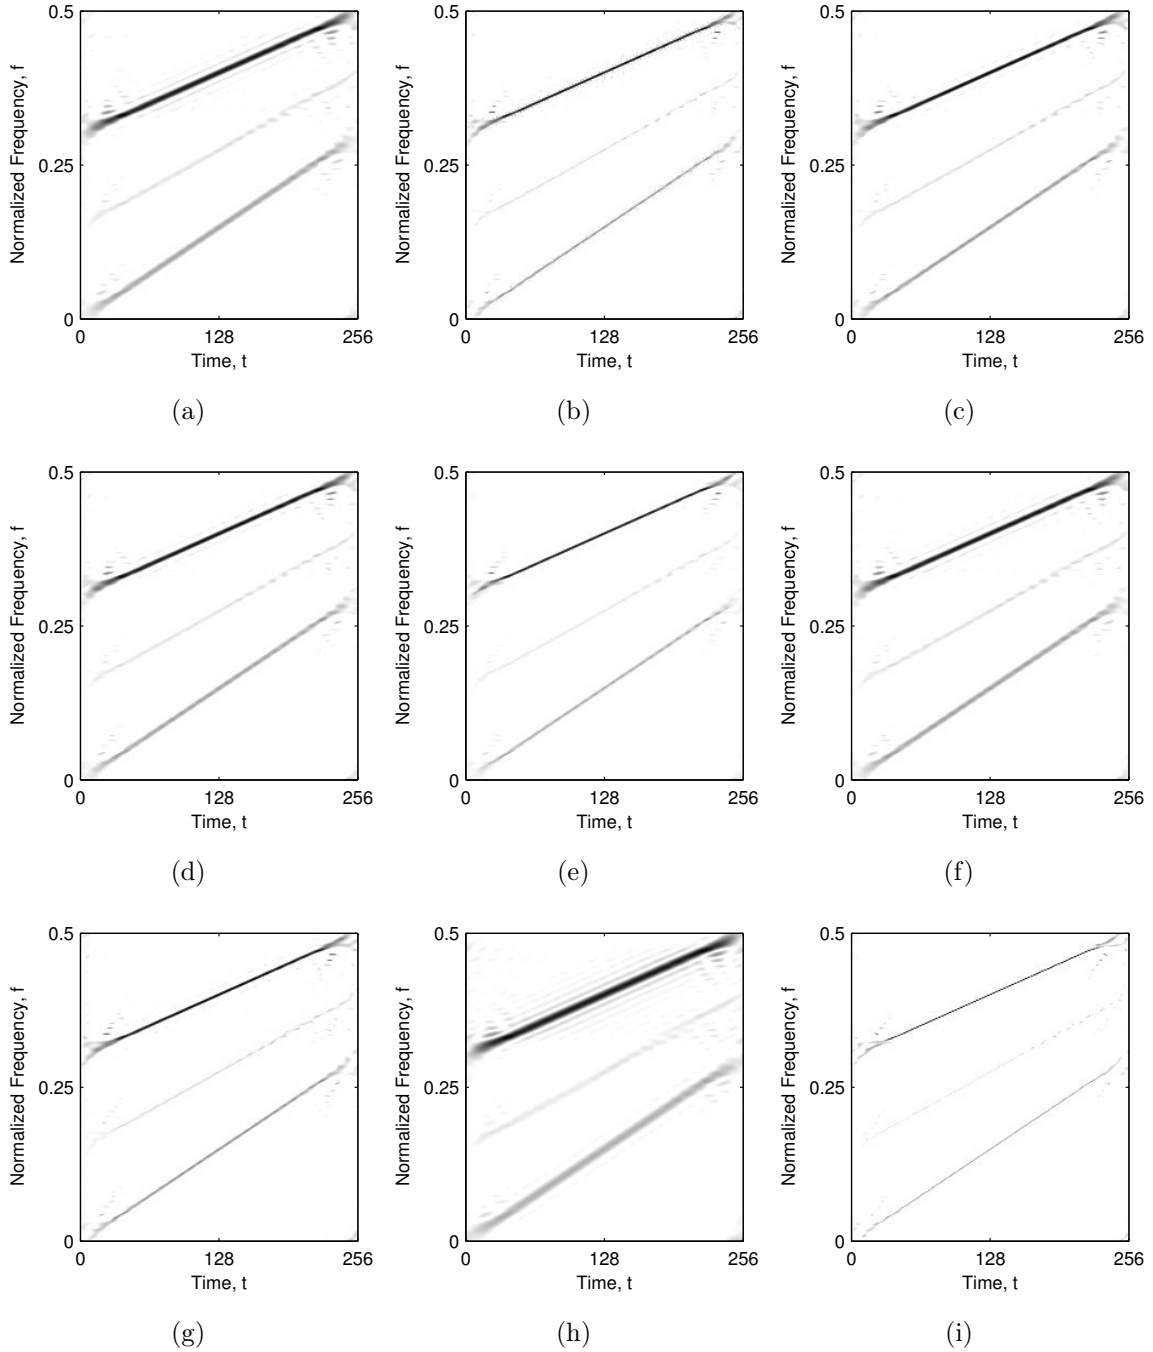 0.5 0.5 0.5
Normalized Frequency, f Normalized Frequency, f Normalized Frequency, f
0.25 0.25 0.25
0 0 0
0 128 256 0 128 256 0 128 256
Time, t Time, t Time, t
(a) (b) (c)
0.5 0.5 0.5
Normalized Frequency, f Normalized Frequency, f Normalized Frequency, f
0.25 0.25 0.25
0 0 0
0 128 256 0 128 256 0 128 256
Time, t Time, t Time, t
(d) (e) (f)
0.5 0.5 0.5
Normalized Frequency, f Normalized Frequency, f Normalized Frequency, f
0.25 0.25 0.25
0 0 0
0 128 256 0 128 256 0 128 256
Time, t Time, t Time, t
(g) (h) (i)